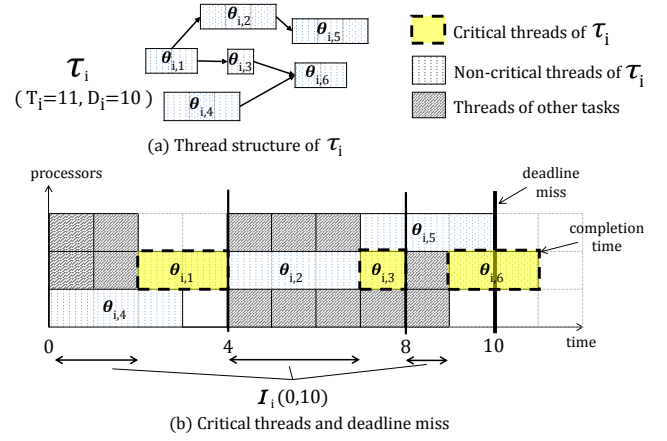 θi,2
θi,5
Critical threads of τi
θi,1
θi,3
τi
θi,6
Non-critical threads of τi
( Ti=11, Di=10 )
θi,4
Threads of other tasks
(a) Thread structure of τi
processors
deadline
miss
θi,5
completion
time
θi,1
θi,2
θi,3
θi,6
θi,4
0
4
8
10
time
Ii(0,10)
(b) Critical threads and deadline miss